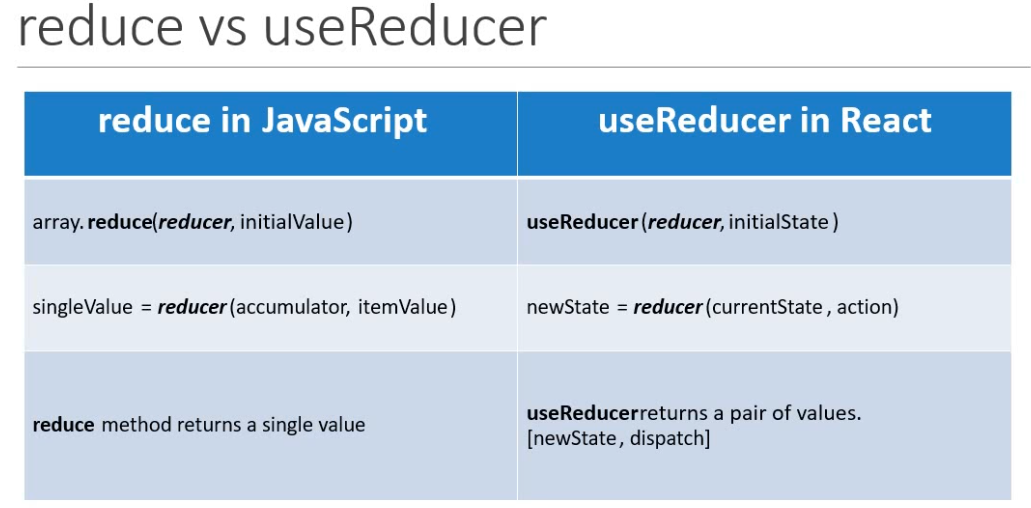 reduce vs useReducer
reduce in JavaScript
useReducer in React
array.reduce(reducer, initialValue)
useReducer(reducer, initialState)
singleValue = reducer(accumulator, itemValue)
newState = reducer(currentState, action)
reduce method returns a single value
useReducerreturns a pair of values.
[newState, dispatch]